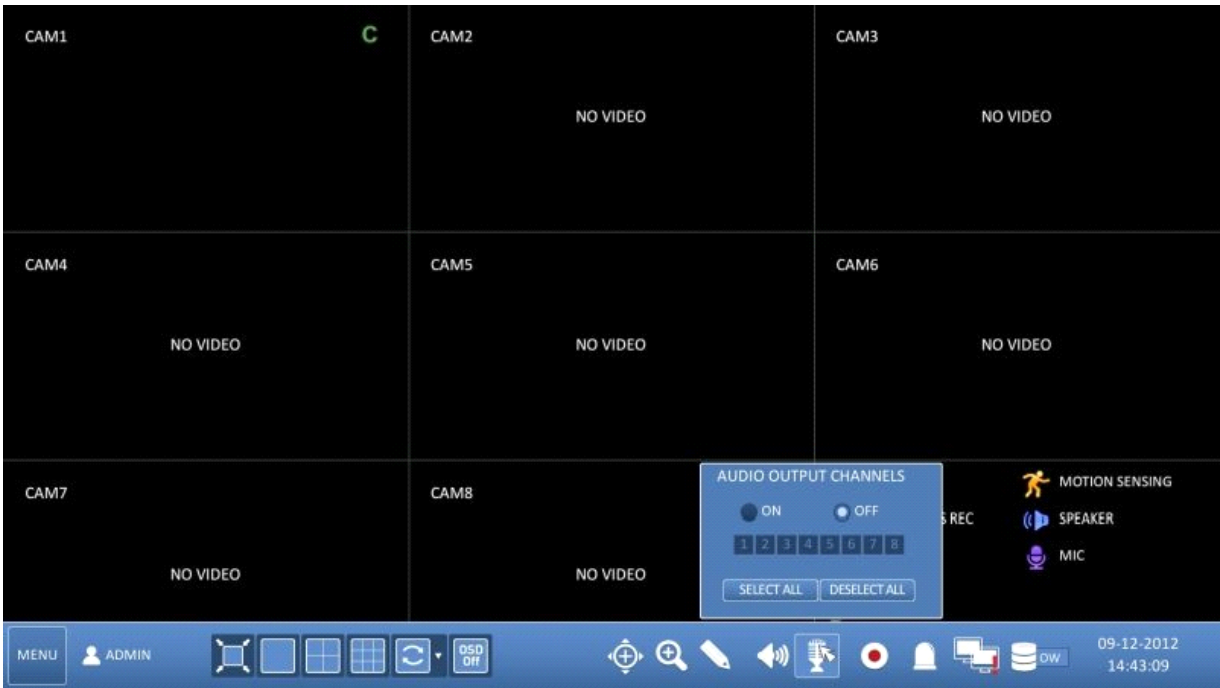 CAM1 C CAM2 CAM3
NO VIDEO NO VIDEO
CAM4 CAM5 CAM6
NO VIDEO NO VIDEO NO VIDEO
CAM7 CAM8
NO VIDEO NO VIDEO
AUDIO OUTPUT CHANNELS
ON OFF
1 2 3 4 5 6 7 8
SELECT ALL DESELECT ALL
MOTION SENSING
S REC SPEAKER
MIC
MENU ADMIN OSD
Off
OW 09-12-2012
14:43:09